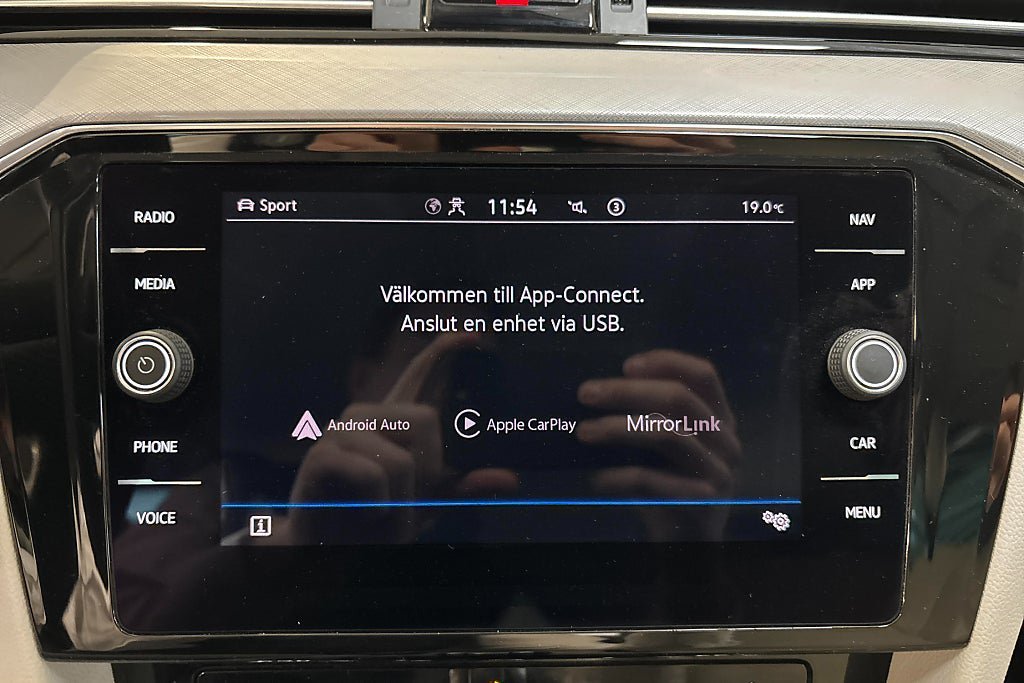 RADIO
MEDIA
PHONE
VOICE
Sport
11:54
3
19.0°C
Välkommen till App-Connect.
Anslut en enhet via USB.
Android Auto
Apple CarPlay
MirrorLink
i
NAV
APP
CAR
MENU